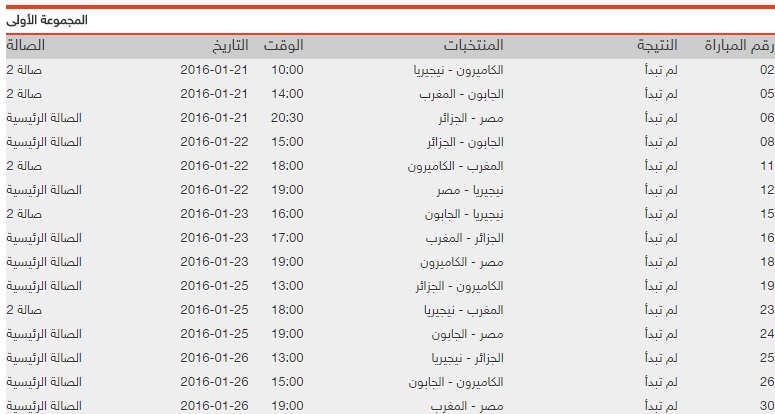 المجموعة الأولى
رقم المباراة النتيجة المنتخبات الوقت التاريخ الصالة
02 لم تبدأ الكاميرون - نيجيريا 10:00 2016-01-21 صالة 2
05 لم تبدأ الجابون - المغرب 14:00 2016-01-21 صالة 2
06 لم تبدأ مصر - الجزائر 20:30 2016-01-21 الصالة الرئيسية
08 لم تبدأ الجابون - الجزائر 15:00 2016-01-22 الصالة الرئيسية
11 لم تبدأ المغرب - الكاميرون 18:00 2016-01-22 صالة 2
12 لم تبدأ نيجيريا - مصر 19:00 2016-01-22 الصالة الرئيسية
15 لم تبدأ نيجيريا - الجابون 16:00 2016-01-23 صالة 2
16 لم تبدأ الجزائر - المغرب 17:00 2016-01-23 الصالة الرئيسية
18 لم تبدأ مصر - الكاميرون 19:00 2016-01-23 الصالة الرئيسية
19 لم تبدأ الكاميرون - الجزائر 13:00 2016-01-25 الصالة الرئيسية
23 لم تبدأ المغرب - نيجيريا 18:00 2016-01-25 صالة 2
24 لم تبدأ مصر - الجابون 19:00 2016-01-25 الصالة الرئيسية
25 لم تبدأ الجزائر - نيجيريا 13:00 2016-01-26 الصالة الرئيسية
26 لم تبدأ الكاميرون - الجابون 15:00 2016-01-26 الصالة الرئيسية
30 لم تبدأ مصر - المغرب 19:00 2016-01-26 الصالة الرئيسية